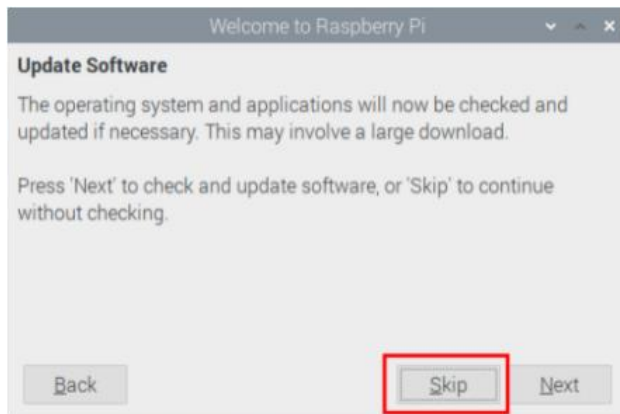 Welcome to Raspberry Pi
Update Software
The operating system and applications will now be checked and
updated if necessary. This may involve a large download.
Press 'Next' to check and update software, or 'Skip' to continue
without checking.
Back Skip Next